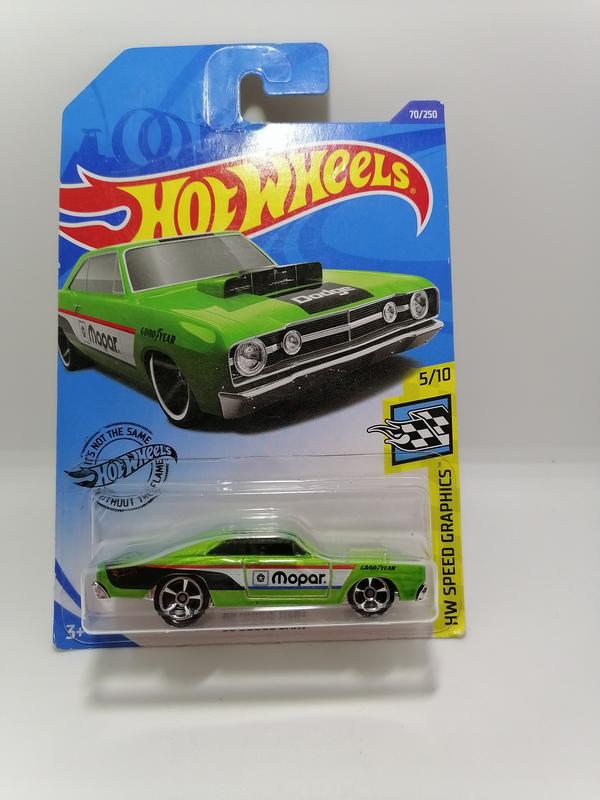 70/250
HOT WHEELS®
Dodge
GOODYEAR
Mopar.
5/10
IT'S NOT THE SAME
HOT WHEELS
WITHOUT THE FLAME
HW SPEED GRAPHICS™
GOODYEAR
Mopar.
3+